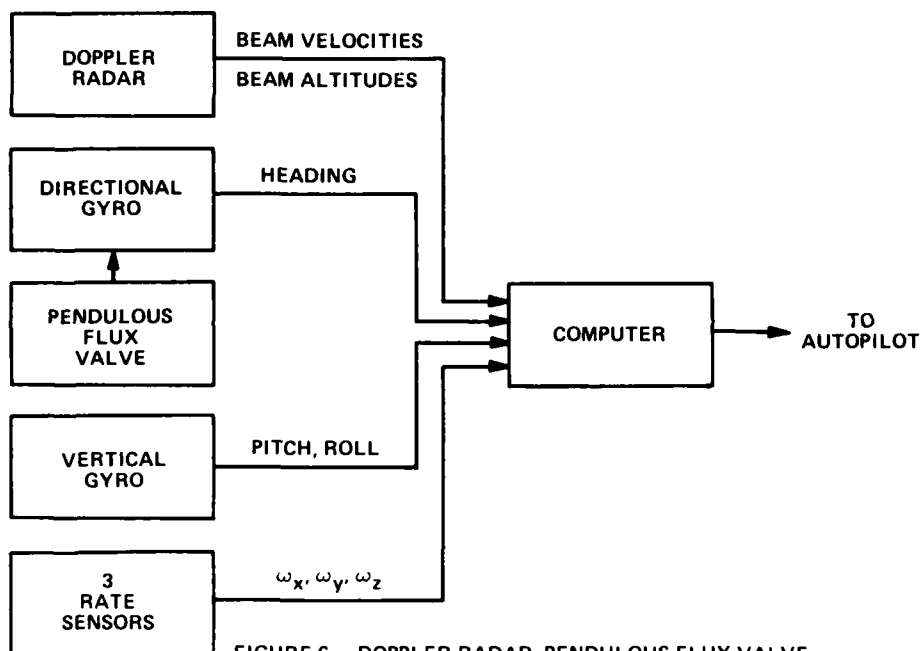 DOPPLER
RADAR
BEAM VELOCITIES
BEAM ALTITUDES
DIRECTIONAL
GYRO
HEADING
PENDULOUS
FLUX
VALVE
COMPUTER
TO
AUTOPILOT
VERTICAL
GYRO
PITCH, ROLL
3
RATE
SENSORS
ωx, ωy, ωz
FIGURE 6. DOPPLER RADAR, PENDULOUS FLUX VALVE